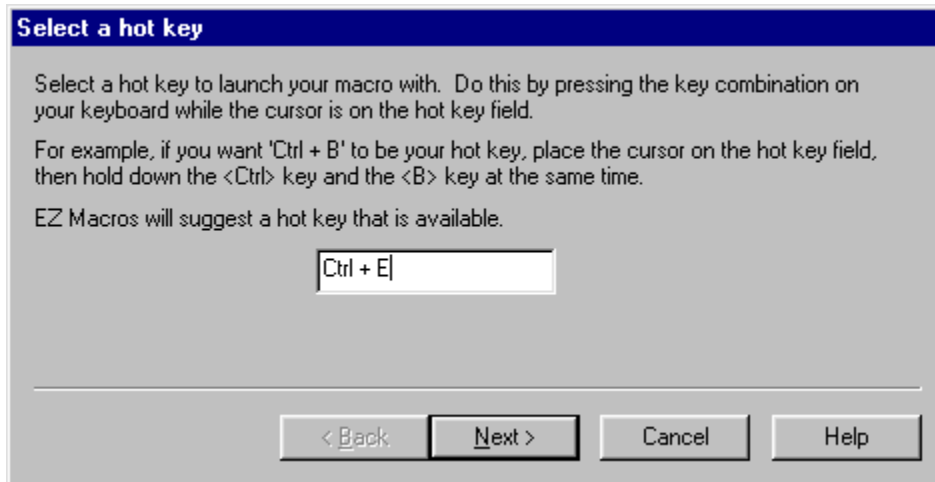 Select a hot key
Select a hot key to launch your macro with.  Do this by pressing the key combination on
your keyboard while the cursor is on the hot key field.
For example, if you want 'Ctrl + B' to be your hot key, place the cursor on the hot key field,
then hold down the <Ctrl> key and the <B> key at the same time.
EZ Macros will suggest a hot key that is available.
Ctrl + E
< Back
Next >
Cancel
Help